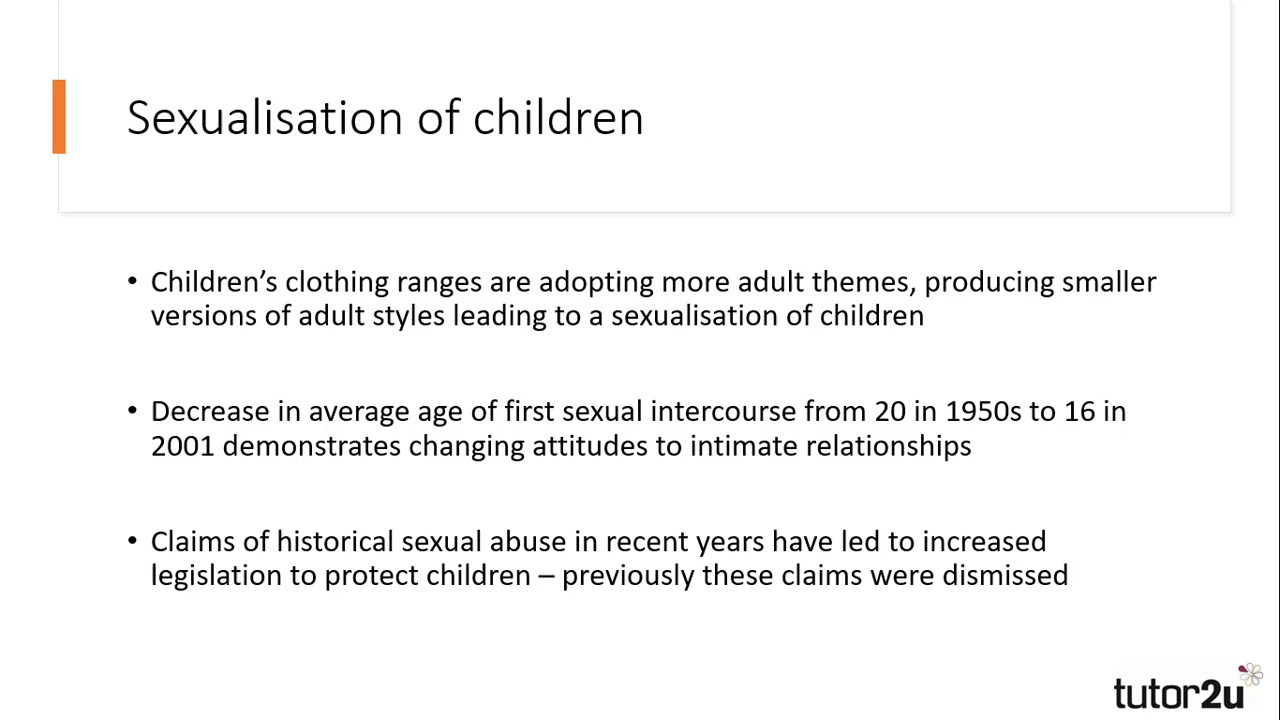 Sexualisation of children
• Children’s clothing ranges are adopting more adult themes, producing smaller
versions of adult styles leading to a sexualisation of children
• Decrease in average age of first sexual intercourse from 20 in 1950s to 16 in
2001 demonstrates changing attitudes to intimate relationships
• Claims of historical sexual abuse in recent years have led to increased
legislation to protect children – previously these claims were dismissed
tutor2u